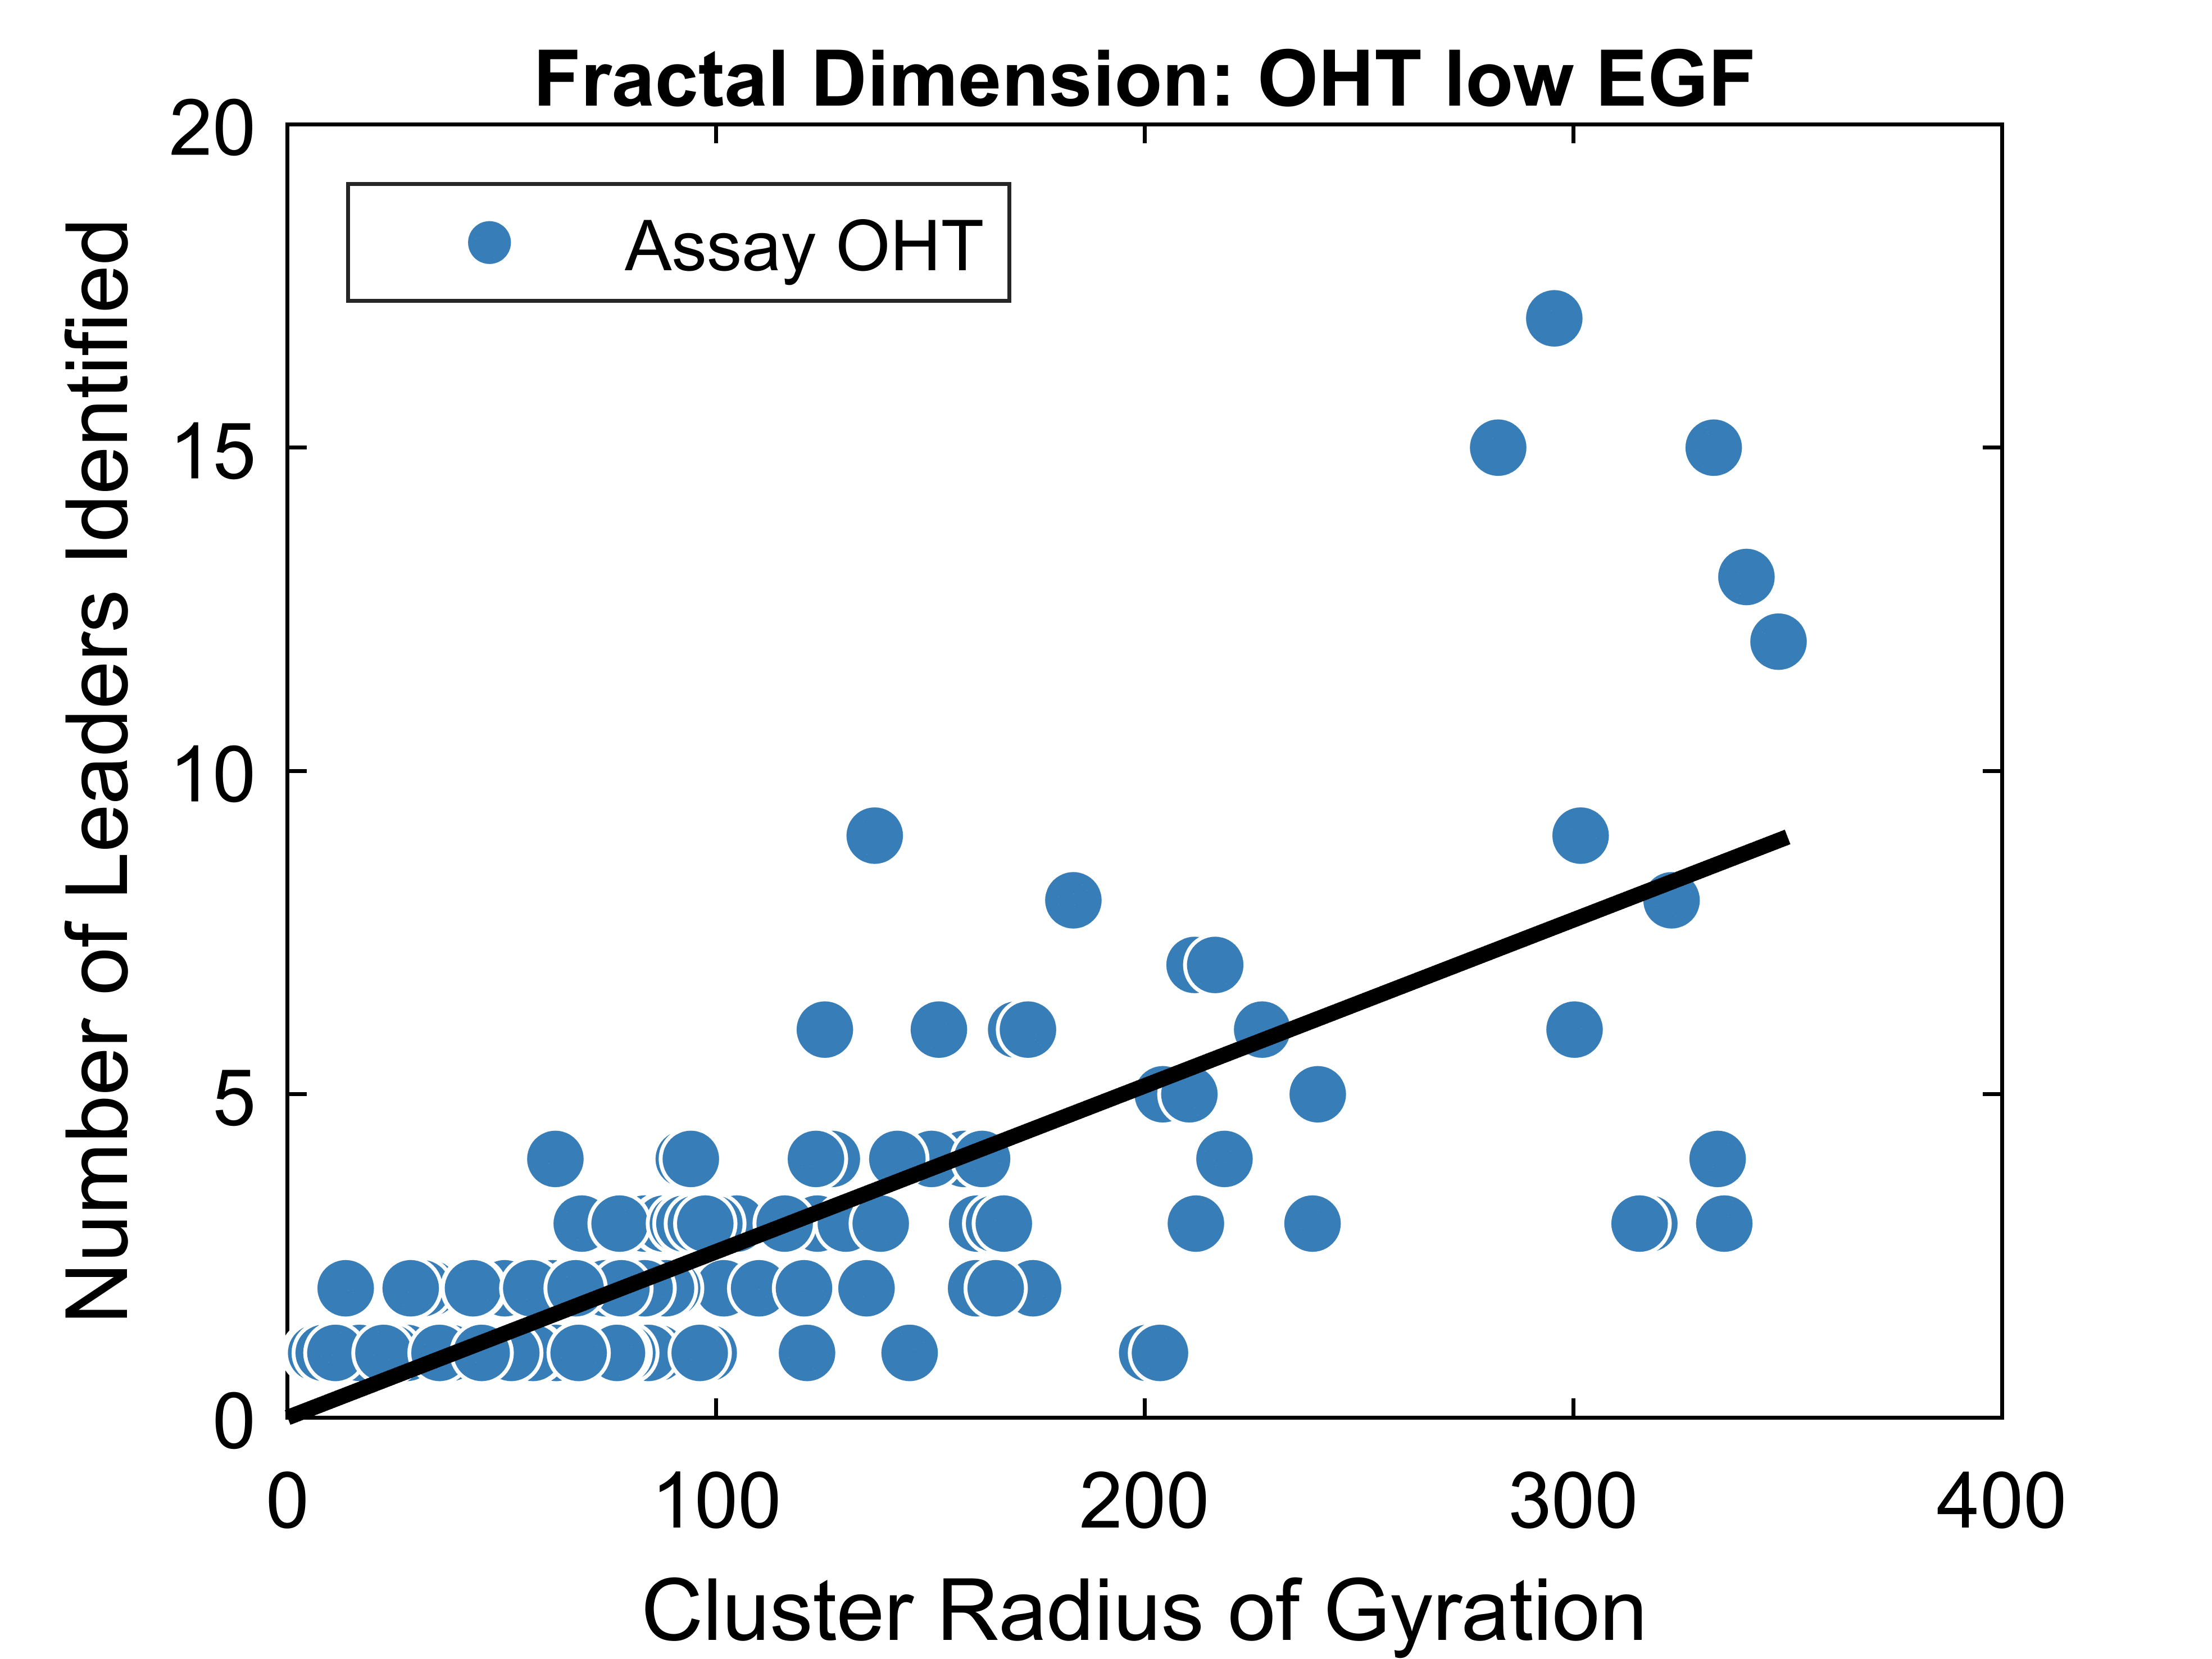 Fractal Dimension: OHT low EGF
Assay OHT
Number of Leaders Identified
20
15
10
5
0
0 100 200 300 400
Cluster Radius of Gyration